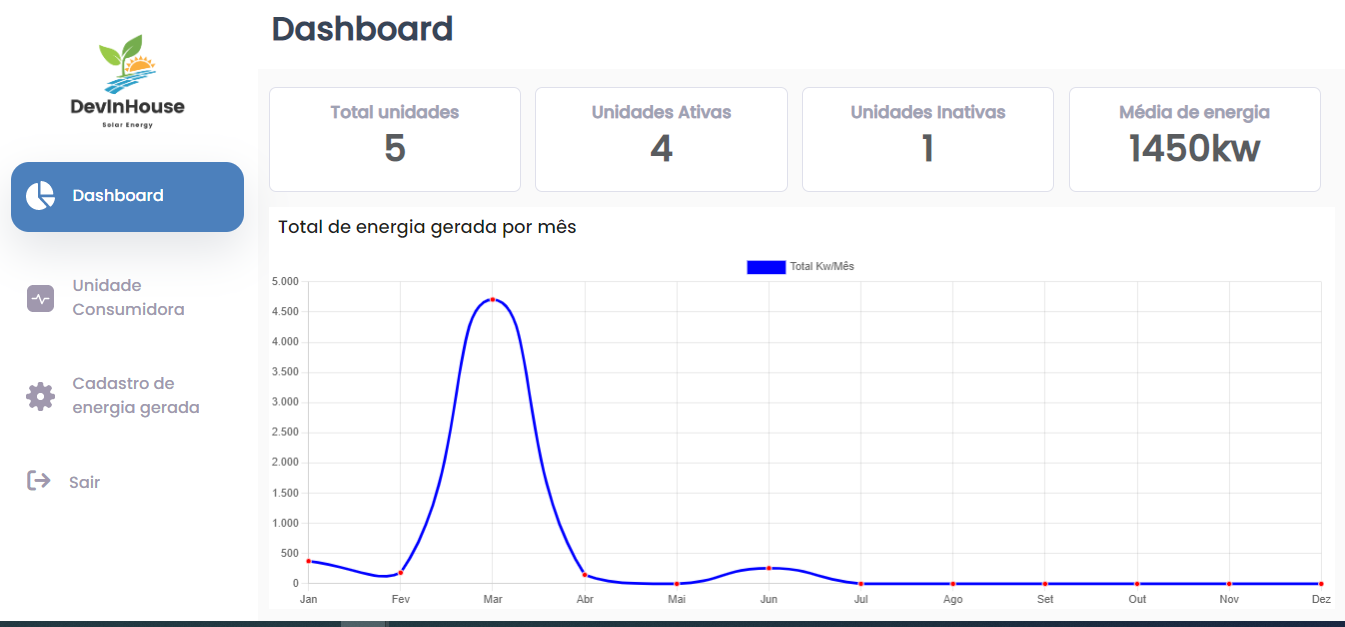 DevInHouse
Solar Energy
Dashboard
Unidade
Consumidora
Cadastro de
energia gerada
Sair
Dashboard
Total unidades
5
Unidades Ativas
4
Unidades Inativas
1
Média de energia
1450kw
Total de energia gerada por mês
Total Kw/Mês
5.000
4.500
4.000
3.500
3.000
2.500
2.000
1.500
1.000
500
0
Jan Fev Mar Abr Mai Jun Jul Ago Set Out Nov Dez